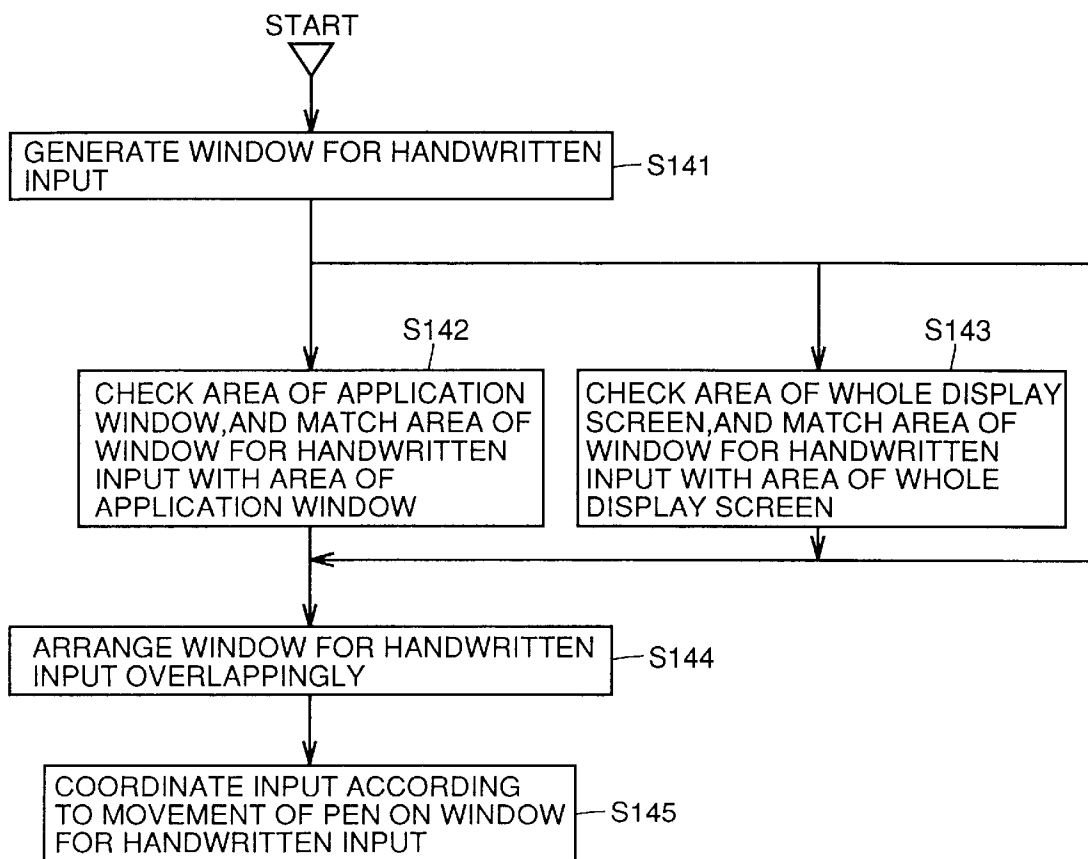 START
GENERATE WINDOW FOR HANDWRITTEN
INPUT
S141
S142
CHECK AREA OF APPLICATION
WINDOW,AND MATCH AREA OF
WINDOW FOR HANDWRITTEN
INPUT WITH AREA OF
APPLICATION WINDOW
S143
CHECK AREA OF WHOLE DISPLAY
SCREEN,AND MATCH AREA OF
WINDOW FOR HANDWRITTEN
INPUT WITH AREA OF WHOLE
DISPLAY SCREEN
ARRANGE WINDOW FOR HANDWRITTEN
INPUT OVERLAPPINGLY
S144
COORDINATE INPUT ACCORDING
TO MOVEMENT OF PEN ON WINDOW
FOR HANDWRITTEN INPUT
S145